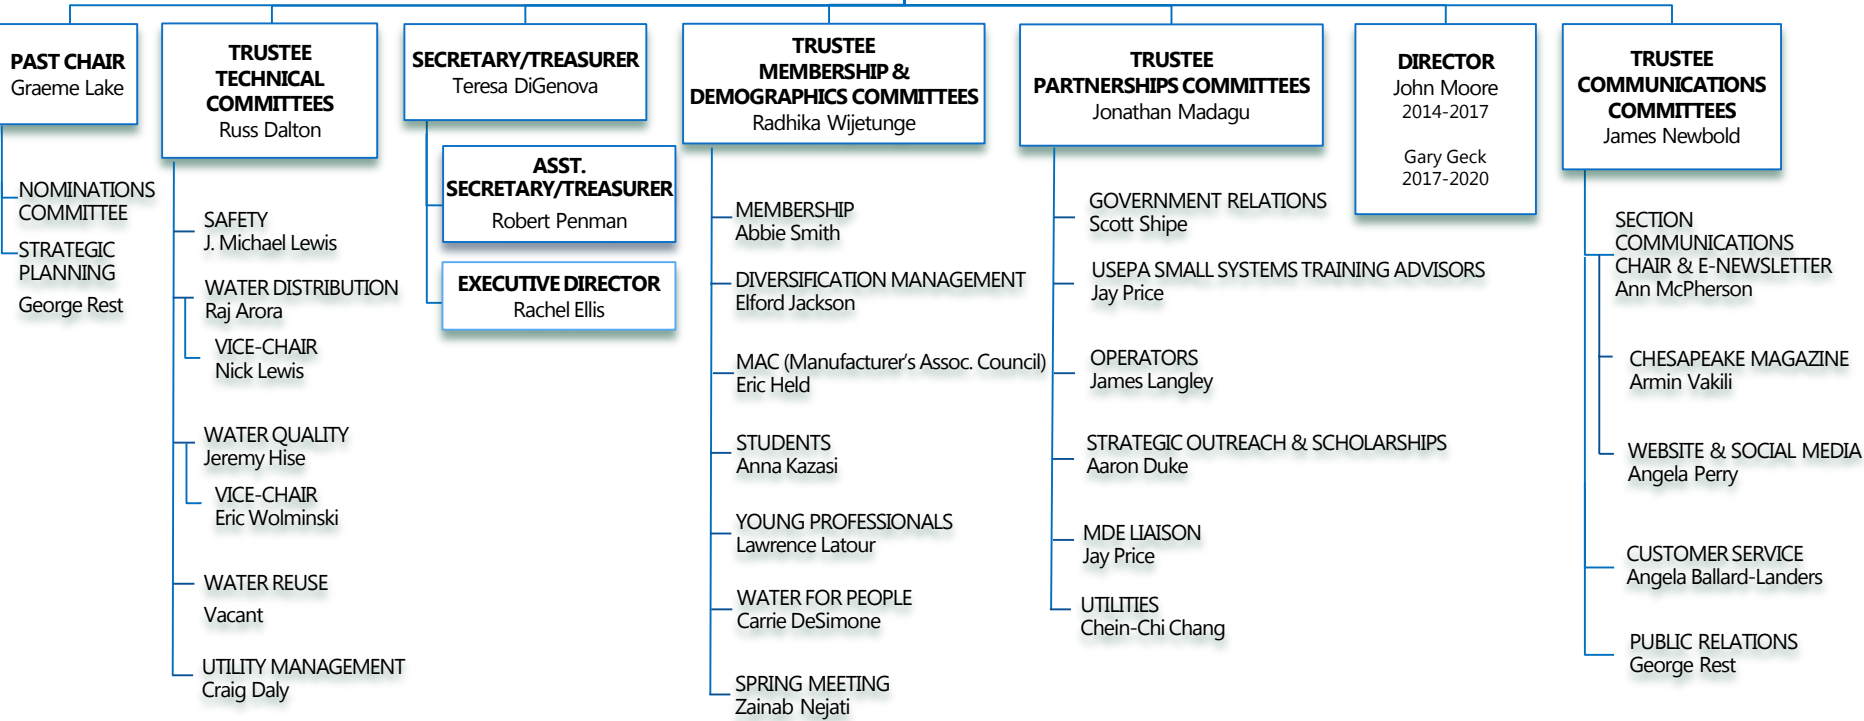 PAST CHAIR
Graeme Lake
NOMINATIONS
COMMITTEE
STRATEGIC
PLANNING
George Rest
TRUSTEE
TECHNICAL
COMMITTEES
Russ Dalton
SAFETY
J. Michael Lewis
WATER DISTRIBUTION
Raj Arora
VICE-CHAIR
Nick Lewis
WATER QUALITY
Jeremy Hise
VICE-CHAIR
Eric Wolminski
WATER REUSE
Vacant
UTILITY MANAGEMENT
Craig Daly
SECRETARY/TREASURER
Teresa DiGenova
ASST.
SECRETARY/TREASURER
Robert Penman
EXECUTIVE DIRECTOR
Rachel Ellis
TRUSTEE
MEMBERSHIP &
DEMOGRAPHICS COMMITTEES
Radhika Wijetunge
MEMBERSHIP
Abbie Smith
DIVERSIFICATION MANAGEMENT
Elford Jackson
MAC (Manufacturer's Assoc. Council)
Eric Held
STUDENTS
Anna Kazasi
YOUNG PROFESSIONALS
Lawrence Latour
WATER FOR PEOPLE
Carrie DeSimone
SPRING MEETING
Zainab Nejati
TRUSTEE
PARTNERSHIPS COMMITTEES
Jonathan Madagu
GOVERNMENT RELATIONS
Scott Shipe
USEPA SMALL SYSTEMS TRAINING ADVISORS
Jay Price
OPERATORS
James Langley
STRATEGIC OUTREACH & SCHOLARSHIPS
Aaron Duke
MDE LIAISON
Jay Price
UTILITIES
Chein-Chi Chang
DIRECTOR
John Moore
2014-2017
Gary Geck
2017-2020
TRUSTEE
COMMUNICATIONS
COMMITTEES
James Newbold
SECTION
COMMUNICATIONS
CHAIR & E-NEWSLETTER
Ann McPherson
CHESAPEAKE MAGAZINE
Armin Vakili
WEBSITE & SOCIAL MEDIA
Angela Perry
CUSTOMER SERVICE
Angela Ballard-Landers
PUBLIC RELATIONS
George Rest